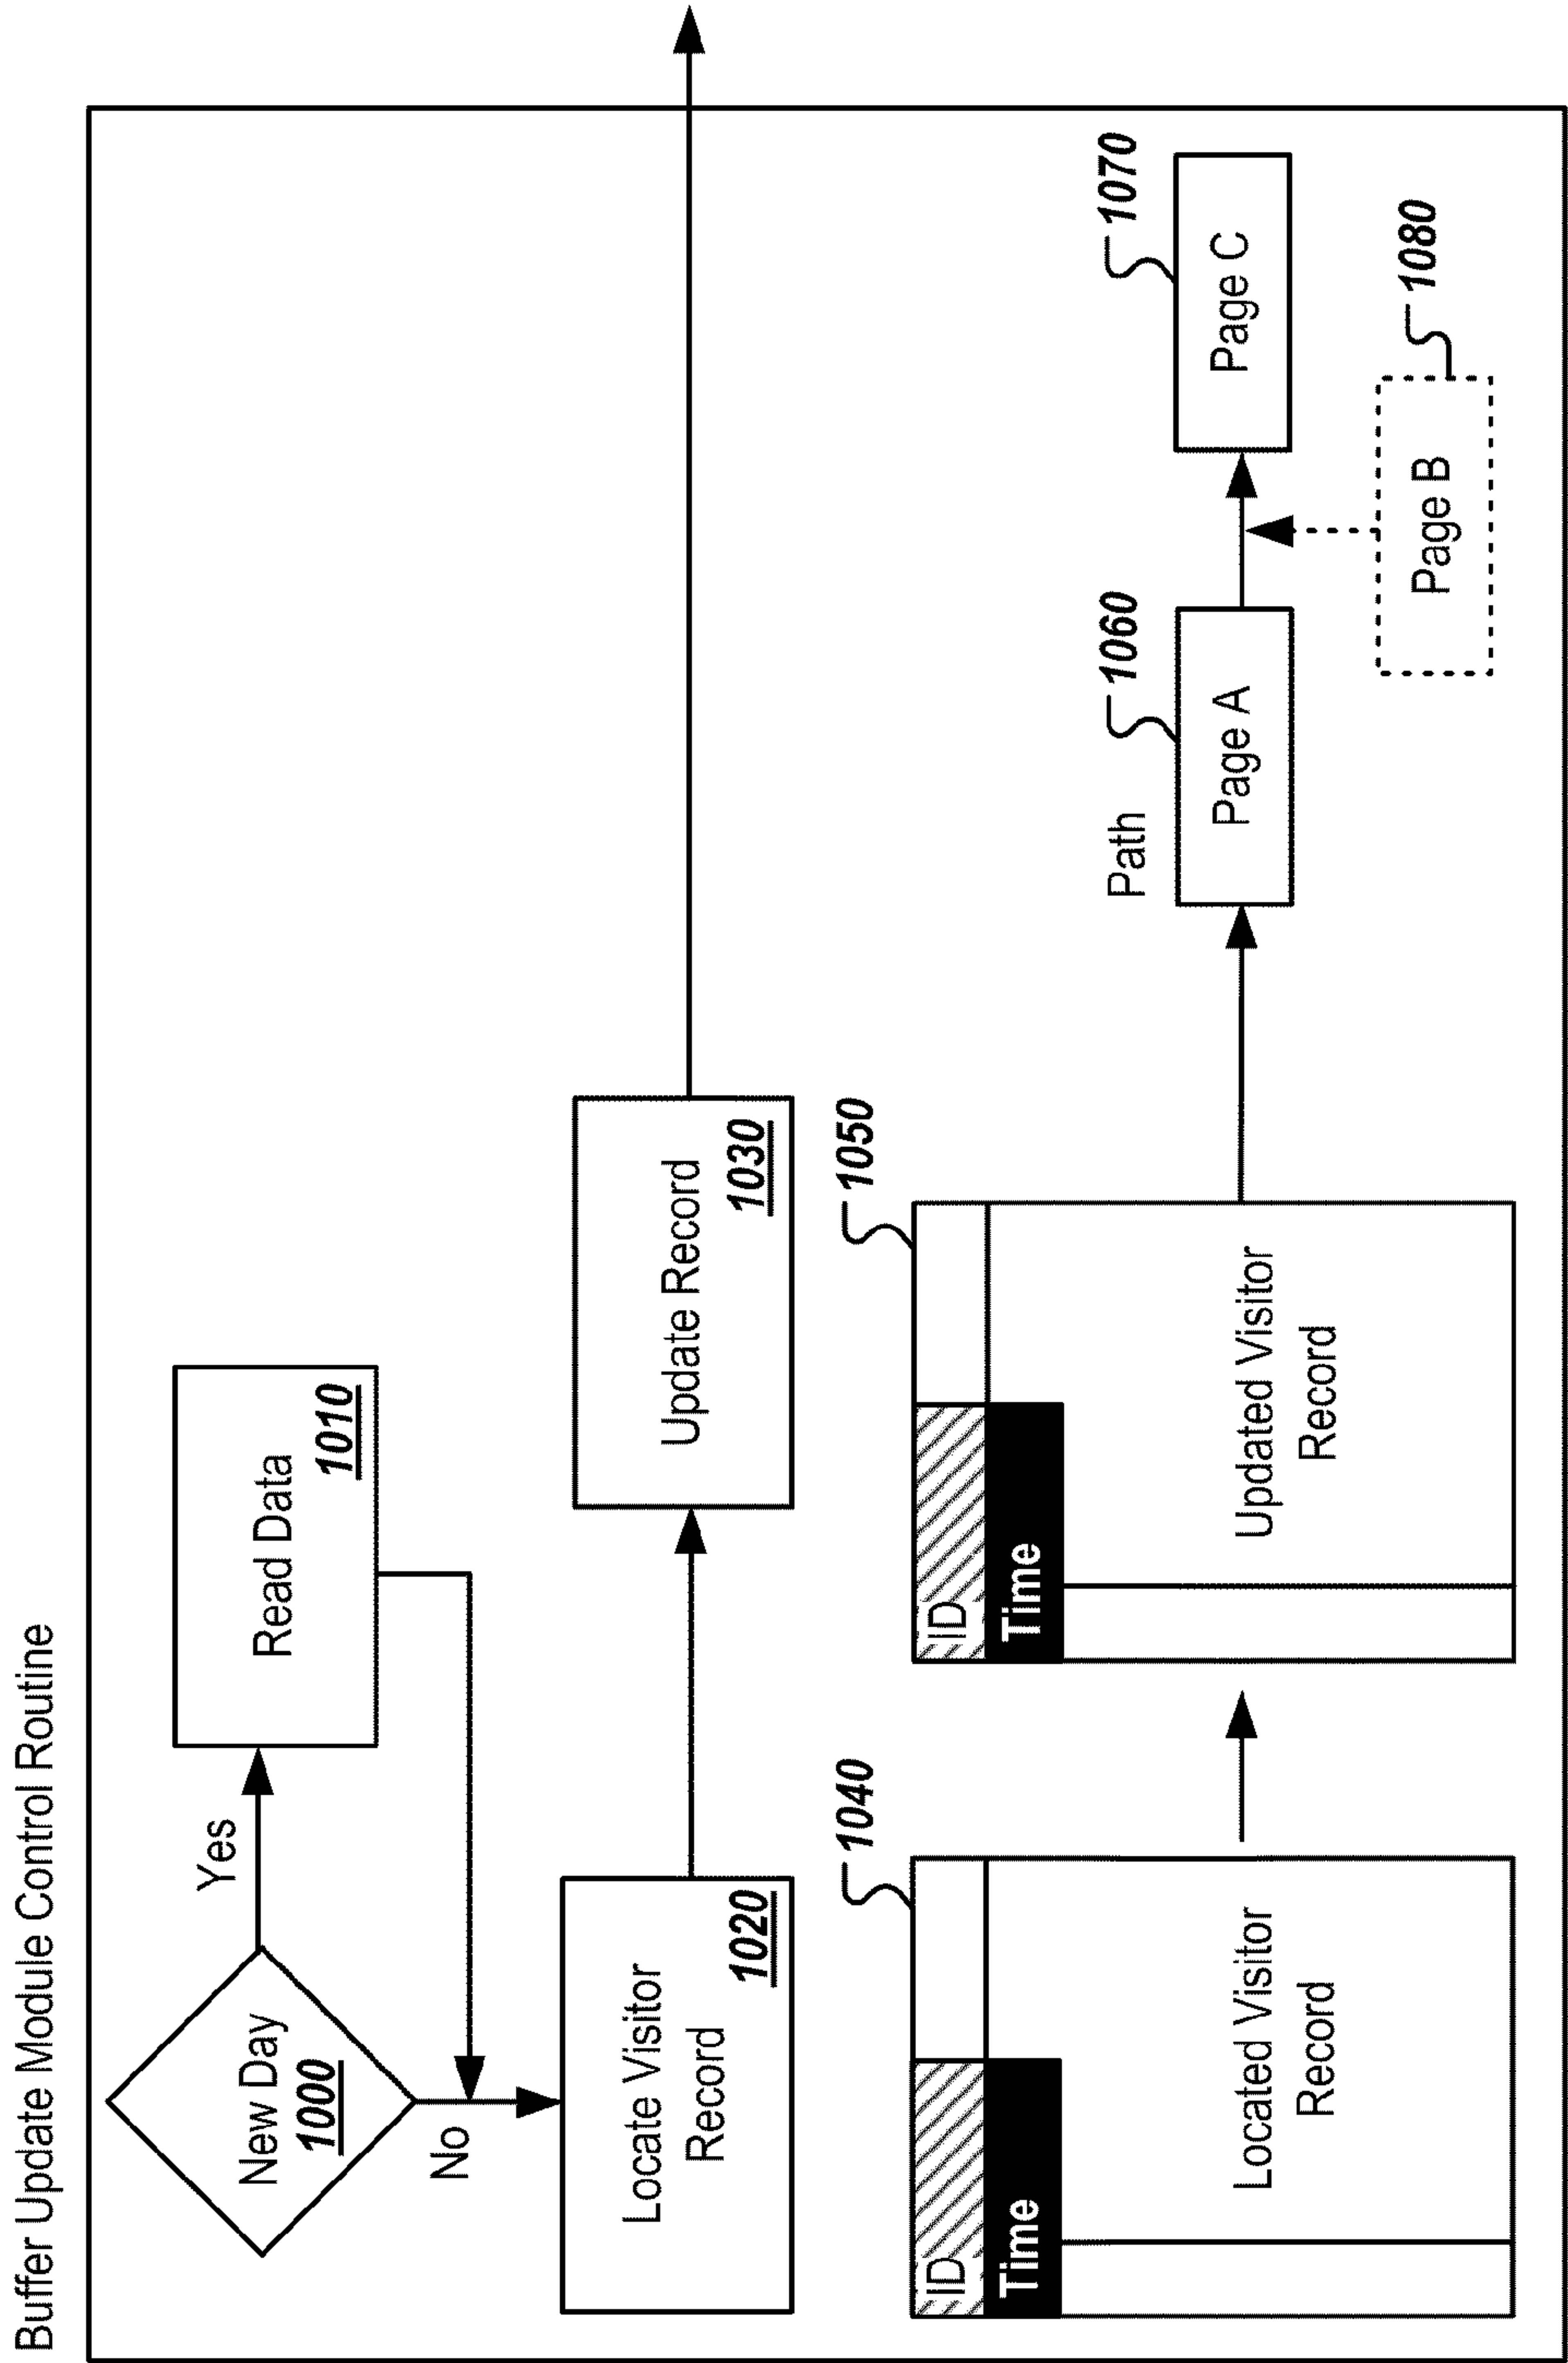 Buffer Update Module Control Routine
New Day
1000
Yes
Read Data
1010
No
Locate Visitor
Record
1020
Update Record
1030
1040
ID
Time
Located Visitor
Record
1050
ID
Time
Updated Visitor
Record
Path
1060
Page A
1070
Page C
1080
Page B